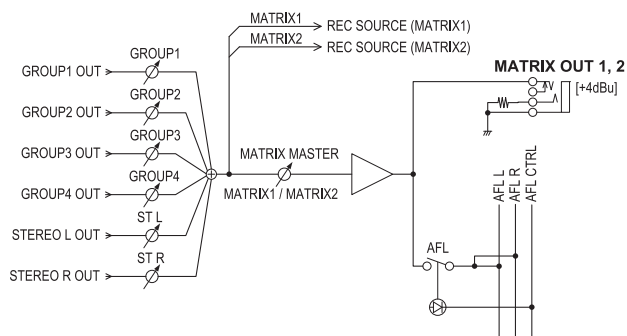 MATRIX1
REC SOURCE (MATRIX1)
MATRIX2
REC SOURCE (MATRIX2)
GROUP1
GROUP1 OUT
MATRIX OUT 1, 2
[+4dBu]
GROUP2
GROUP2 OUT
GROUP3
GROUP3 OUT
MATRIX MASTER
GROUP4
GROUP4 OUT
MATRIX1 / MATRIX2
AFL L
AFL R
AFL CTRL
ST L
STEREO L OUT
AFL
ST R
STEREO R OUT